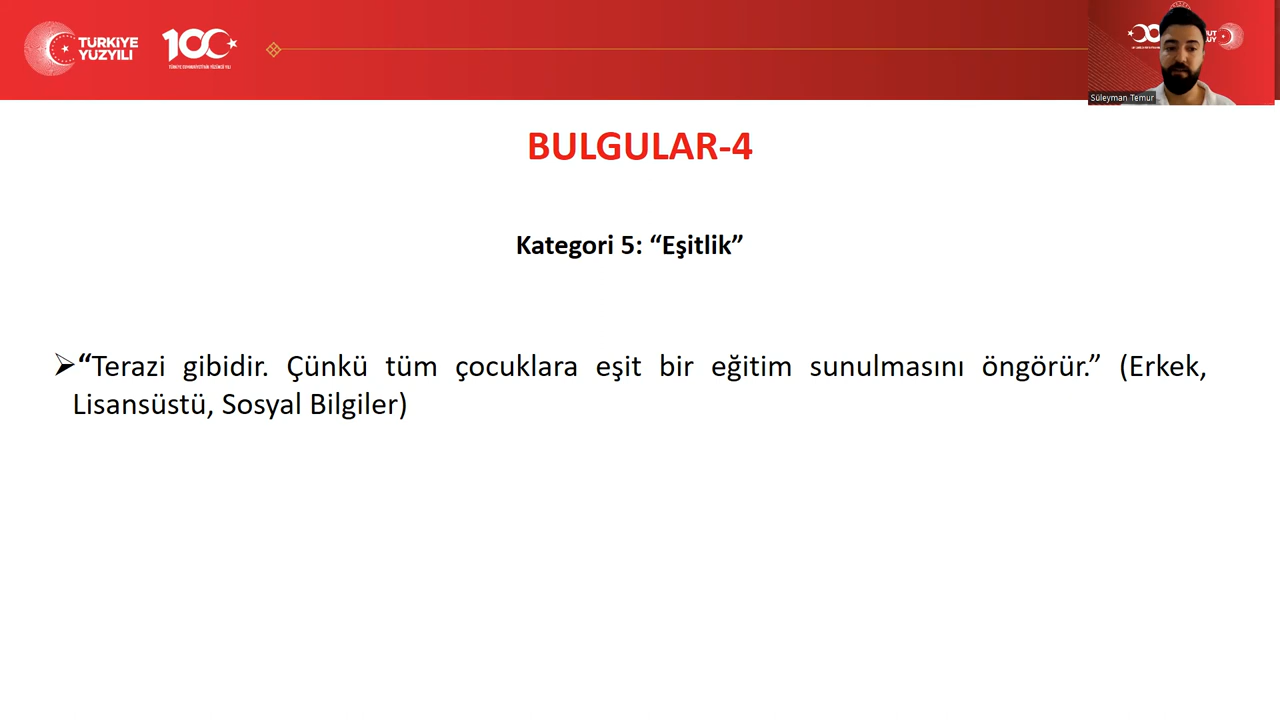 TÜRKİYE
YÜZYILI
100
TÜRKİYE CUMHURİYETİ'NİN YÜZÜNCÜ YILI
Süleyman Temur
BULGULAR-4
Kategori 5: “Eşitlik”
➢“Terazi gibidir. Çünkü tüm çocuklara eşit bir eğitim sunulmasını öngörür.” (Erkek,
Lisansüstü, Sosyal Bilgiler)